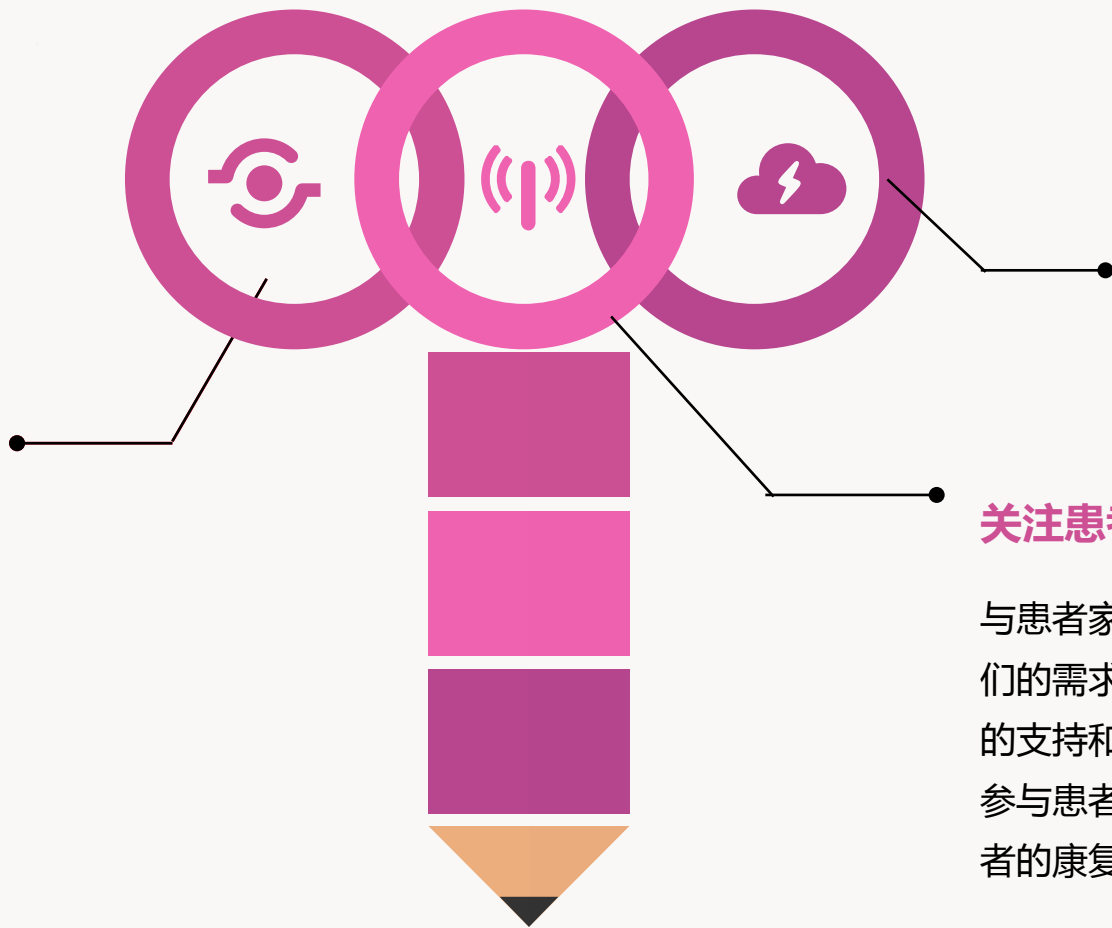 关注患
与患者家
们的需求
的支持和
参与患者
者的康复